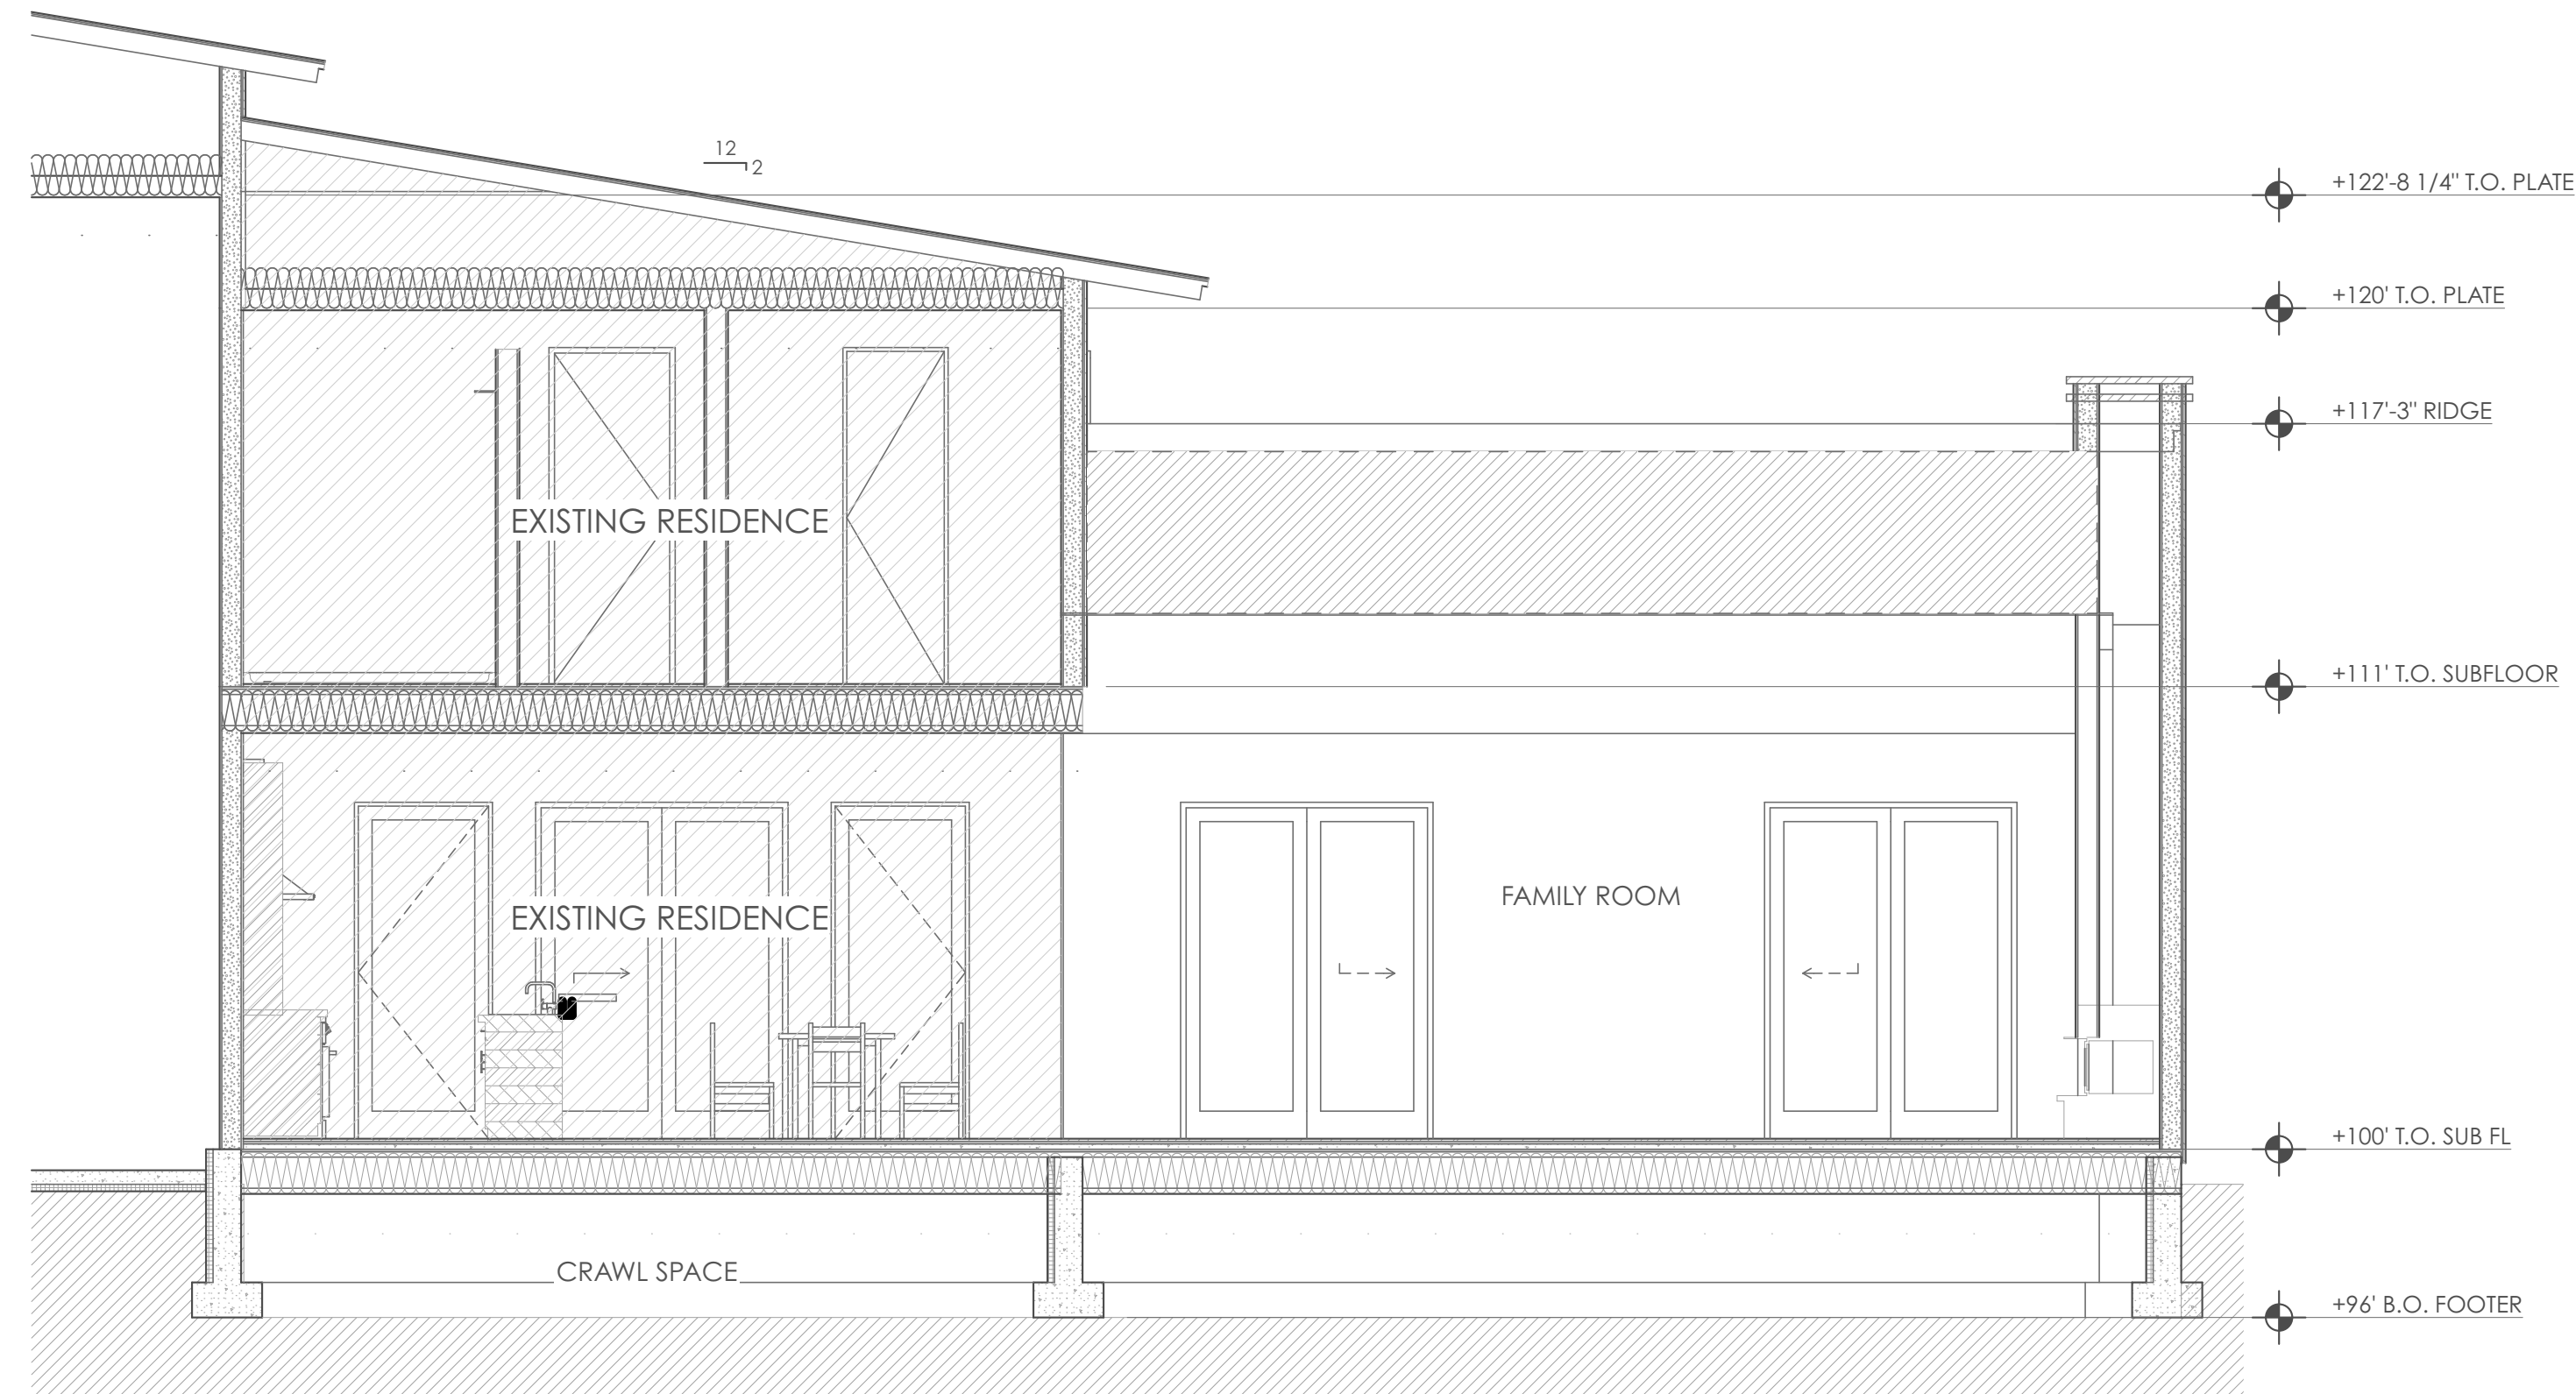 12
2
+122'-8 1/4" T.O. PLATE
+120' T.O. PLATE
+117'-3" RIDGE
EXISTING RESIDENCE
+111' T.O. SUBFLOOR
FAMILY ROOM
EXISTING RESIDENCE
+100' T.O. SUB FL
CRAWL SPACE
+96' B.O. FOOTER